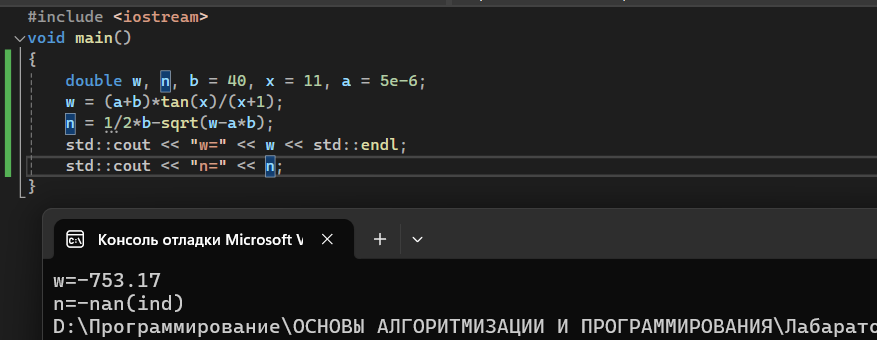 #include <iostream>
void main()
{
double w, n, b = 40, x = 11, a = 5e-6;
w = (a+b)*tan(x)/(x+1);
n = 1/2*b-sqrt(w-a*b);
std::cout << "w=" << w << std::endl;
std::cout << "n=" << n;
}
Консоль отладки Microsoft V
w=-753.17
n=-nan(ind)
D:\Программирование\ОСНОВЫ АЛГОРИТМИЗАЦИИ И ПРОГРАММИРОВАНИЯ\Лабарато